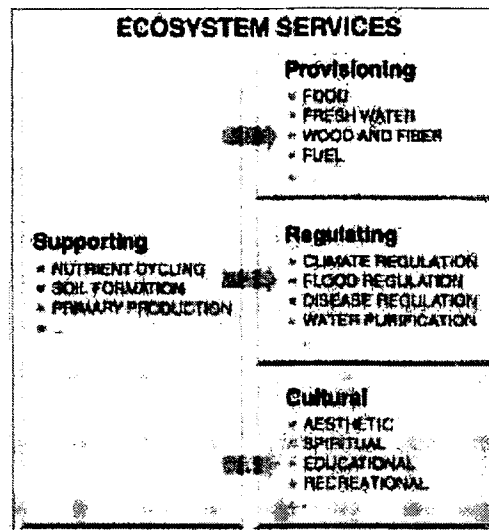 ECOSYSTEM SERVICES
Provisioning
FOOD
FRESH WATER
WOOD AND FIBER
FUEL
...
Supporting
NUTRIENT CYCLING
SOIL FORMATION
PRIMARY PRODUCTION
...
Regulating
CLIMATE REGULATION
FLOOD REGULATION
DISEASE REGULATION
WATER PURIFICATION
...
Cultural
AESTHETIC
SPIRITUAL
EDUCATIONAL
RECREATIONAL
...